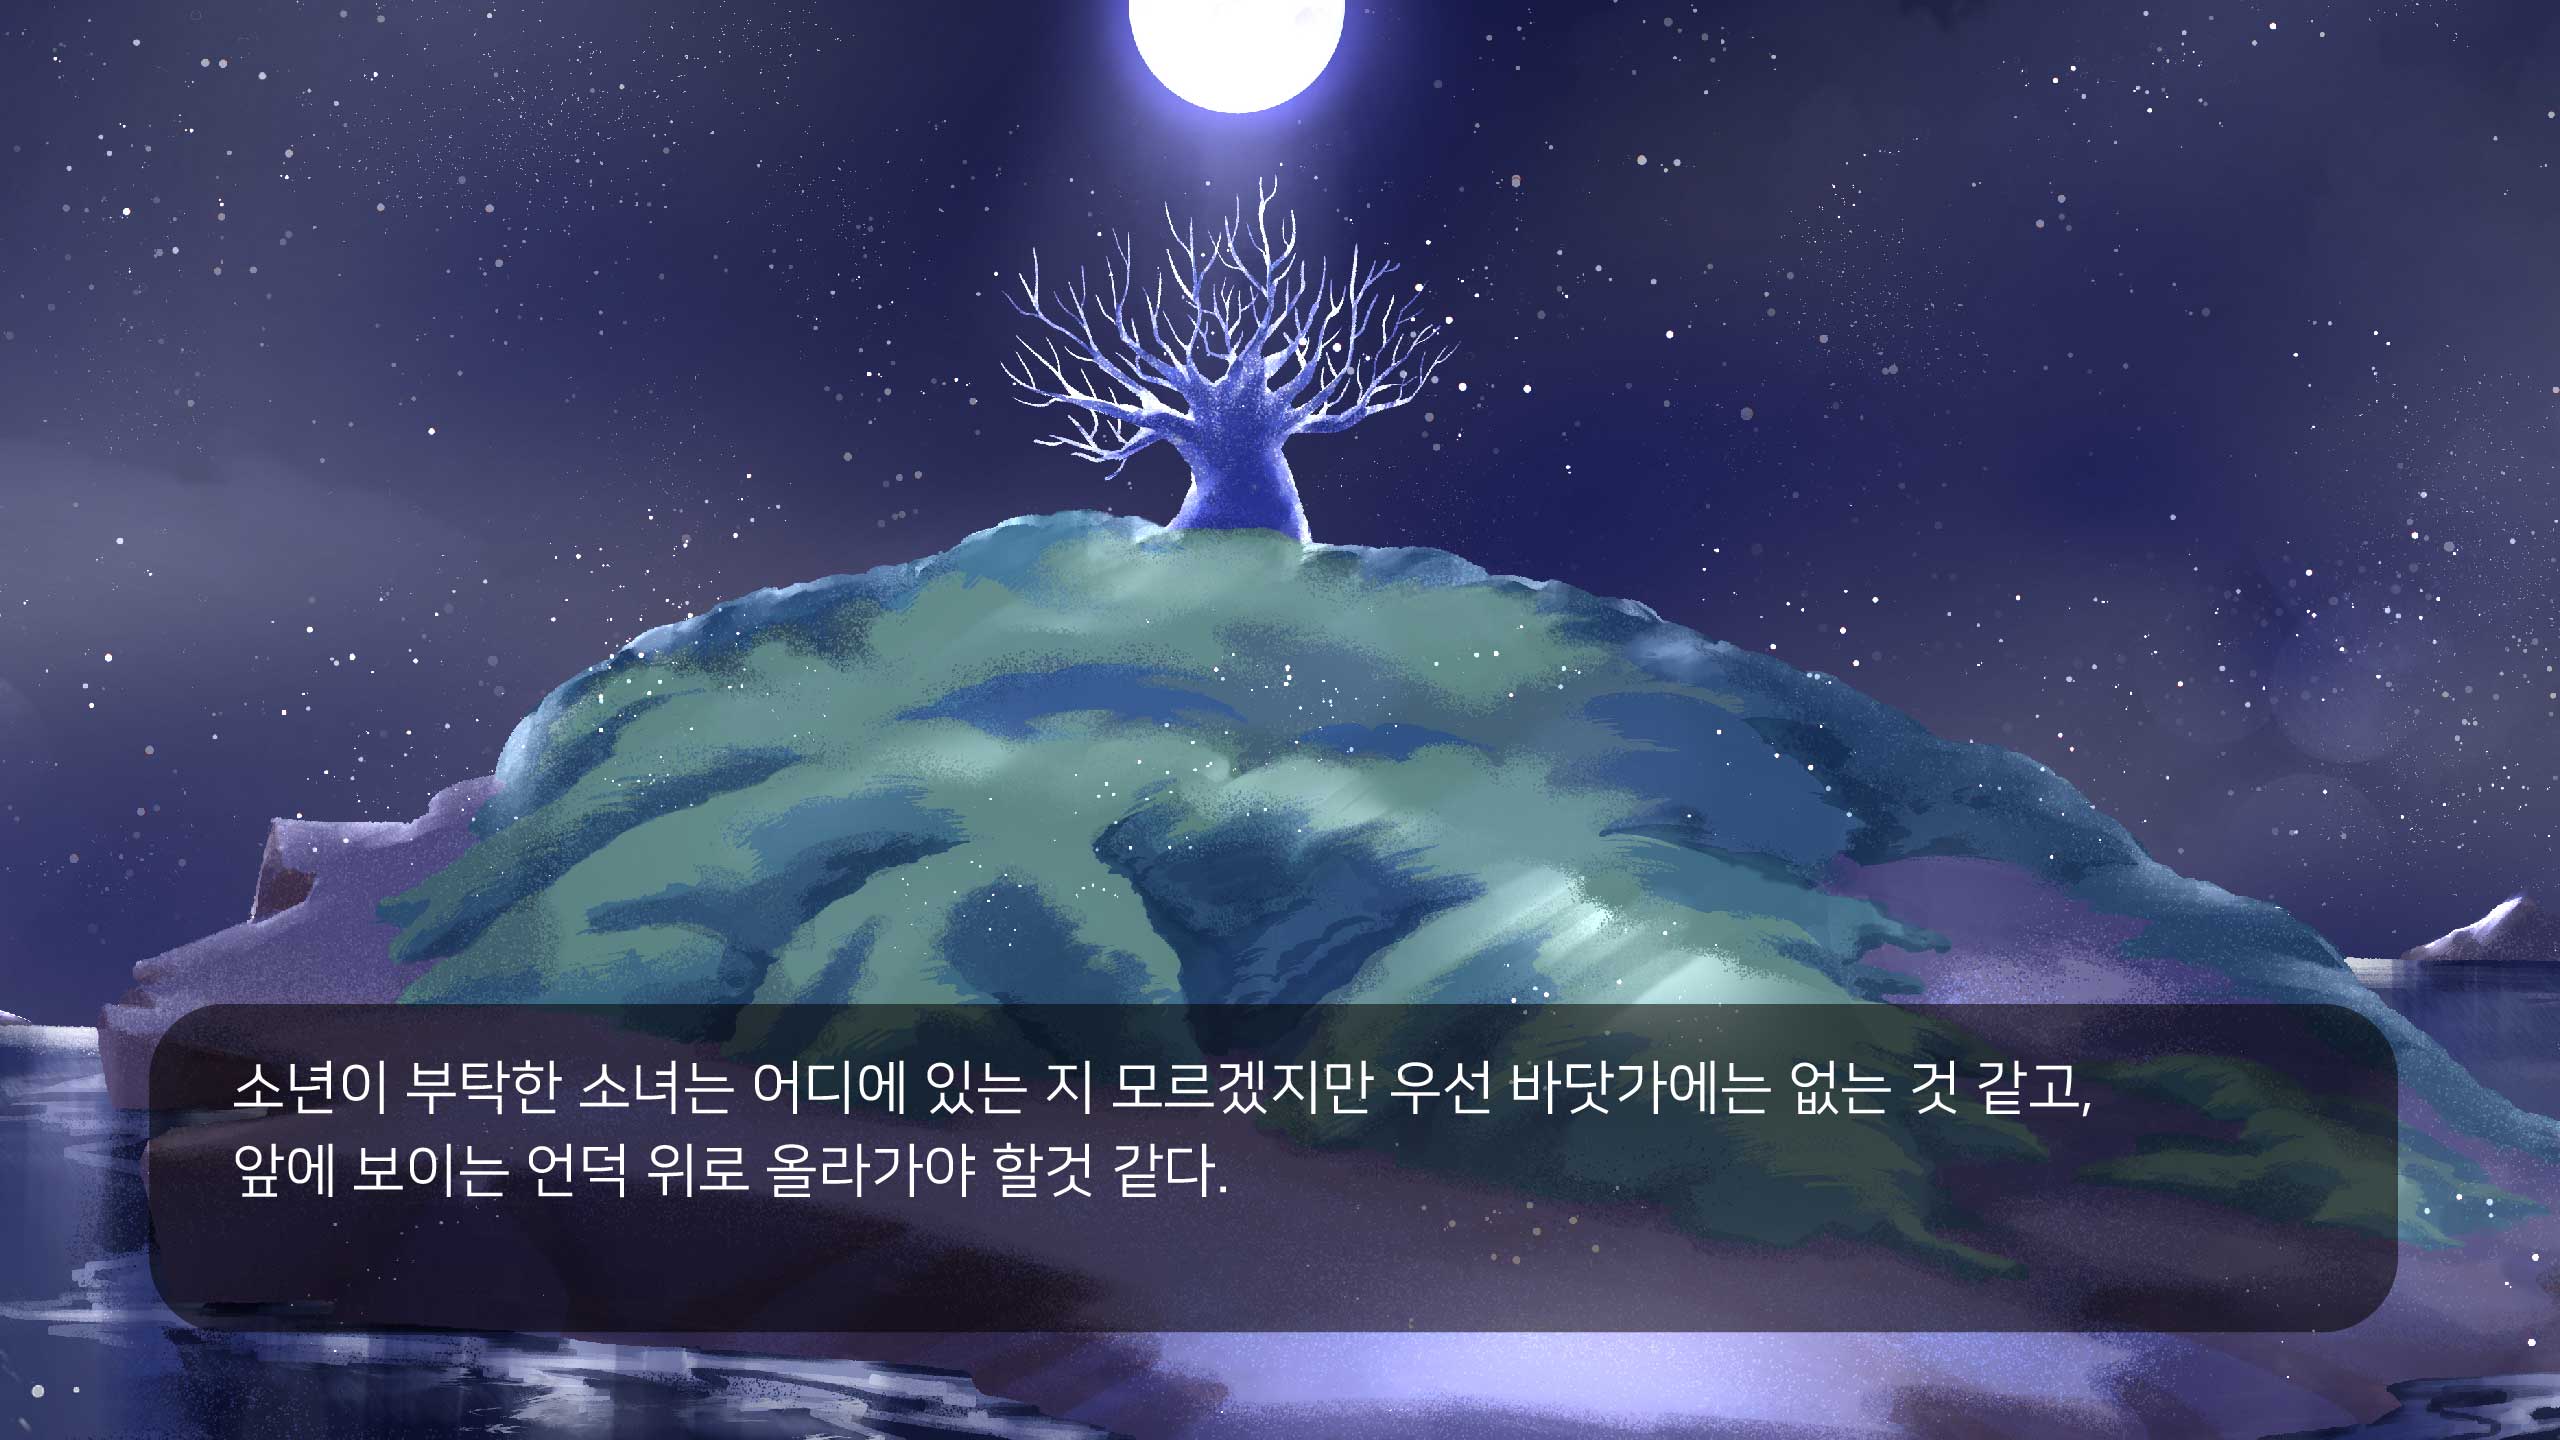 소년이 부탁한 소녀는 어디에 있는 지 모르겠지만 우선 바닷가에는 없는 것 같고,
앞에 보이는 언덕 위로 올라가야 할것 같다.